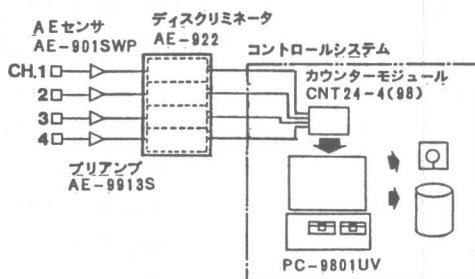 AEセンサ
AE-901SWP
ディスクリミネータ
AE-922
コントロールシステム
カウンターモジュール
CNT24-4(98)
CH.1
2
3
4
プリアンプ
AE-9913S
PC-9801UV